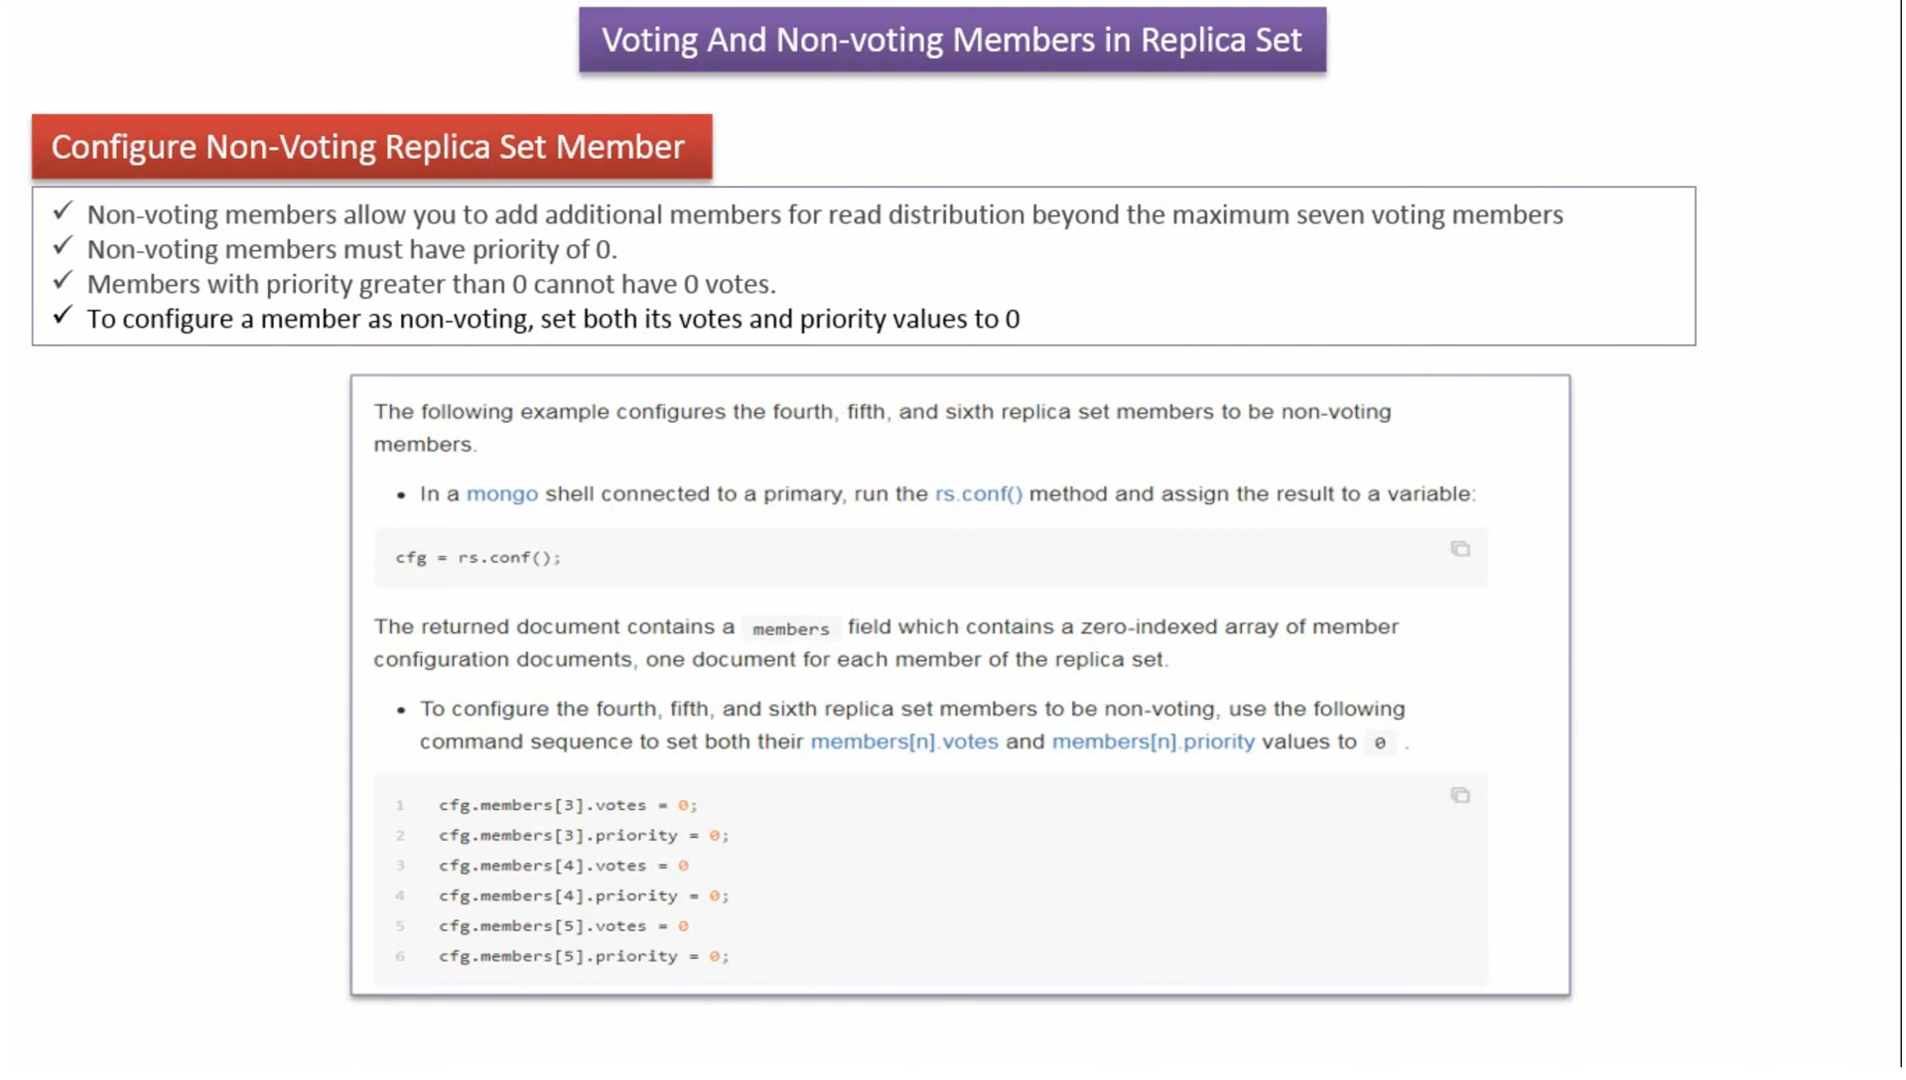 Voting And Non-voting Members in Replica Set
Configure Non-Voting Replica Set Member
✓ Non-voting members allow you to add additional members for read distribution beyond the maximum seven voting members
✓ Non-voting members must have priority of 0.
✓ Members with priority greater than 0 cannot have 0 votes.
✓ To configure a member as non-voting, set both its votes and priority values to 0
The following example configures the fourth, fifth, and sixth replica set members to be non-voting
members.
• In a mongo shell connected to a primary, run the rs.conf() method and assign the result to a variable:
cfg = rs.conf();
The returned document contains a members field which contains a zero-indexed array of member
configuration documents, one document for each member of the replica set.
• To configure the fourth, fifth, and sixth replica set members to be non-voting, use the following
command sequence to set both their members[n].votes and members[n].priority values to 0 .
1 cfg.members[3].votes = 0;
2 cfg.members[3].priority = 0;
3 cfg.members[4].votes = 0
4 cfg.members[4].priority = 0;
5 cfg.members[5].votes = 0
6 cfg.members[5].priority = 0;